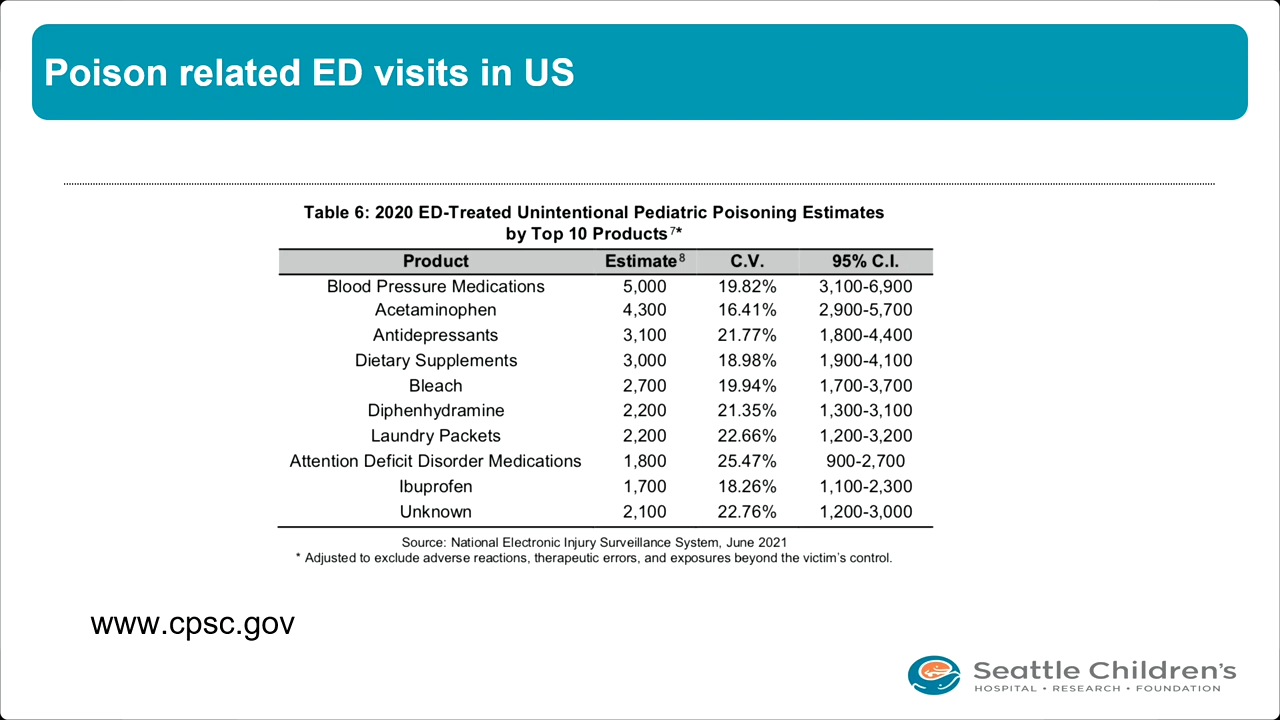 Poison related ED visits in US
Table 6: 2020 ED-Treated Unintentional Pediatric Poisoning Estimates
by Top 10 Products7*
Product Estimate8 C.V. 95% C.I.
Blood Pressure Medications 5,000 19.82% 3,100-6,900
Acetaminophen 4,300 16.41% 2,900-5,700
Antidepressants 3,100 21.77% 1,800-4,400
Dietary Supplements 3,000 18.98% 1,900-4,100
Bleach 2,700 19.94% 1,700-3,700
Diphenhydramine 2,200 21.35% 1,300-3,100
Laundry Packets 2,200 22.66% 1,200-3,200
Attention Deficit Disorder Medications 1,800 25.47% 900-2,700
Ibuprofen 1,700 18.26% 1,100-2,300
Unknown 2,100 22.76% 1,200-3,000
Source: National Electronic Injury Surveillance System, June 2021
* Adjusted to exclude adverse reactions, therapeutic errors, and exposures beyond the victim's control.
www.cpsc.gov
Seattle Children's
HOSPITAL • RESEARCH • FOUNDATION